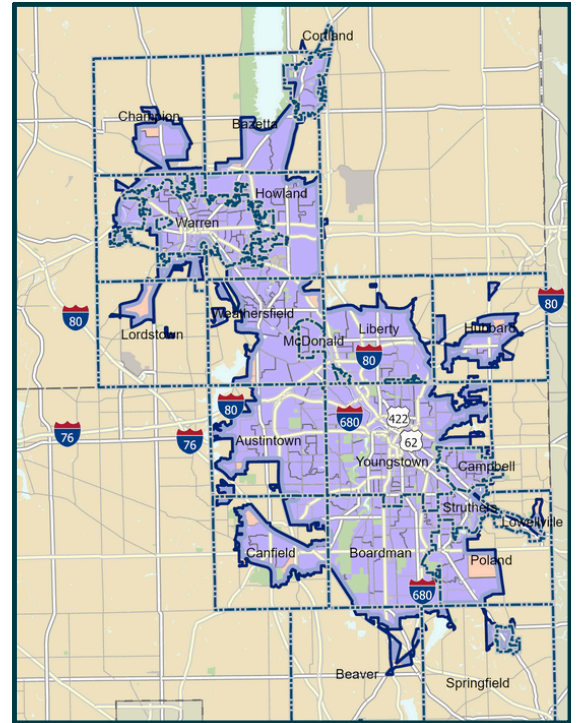 Cortland
Champion
Bazetta
Howland
Warren
80
80
Weathersfield
Lordstown
McDonald
Liberty
Hubbard
80
80
680
422
76
76
Austintown
62
Youngstown
Campbell
Struthers
Lowellville
Canfield
Boardman
Poland
680
Beaver
Springfield